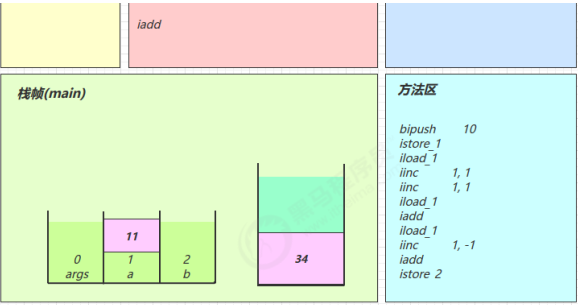 iadd
栈帧(main)
方法区
bipush 10
istore_1
iload_1
iinc 1, 1
iinc 1, 1
iload_1
iadd
iload_1
iinc 1, -1
iadd
istore 2
11
34
0 1 2
args a b